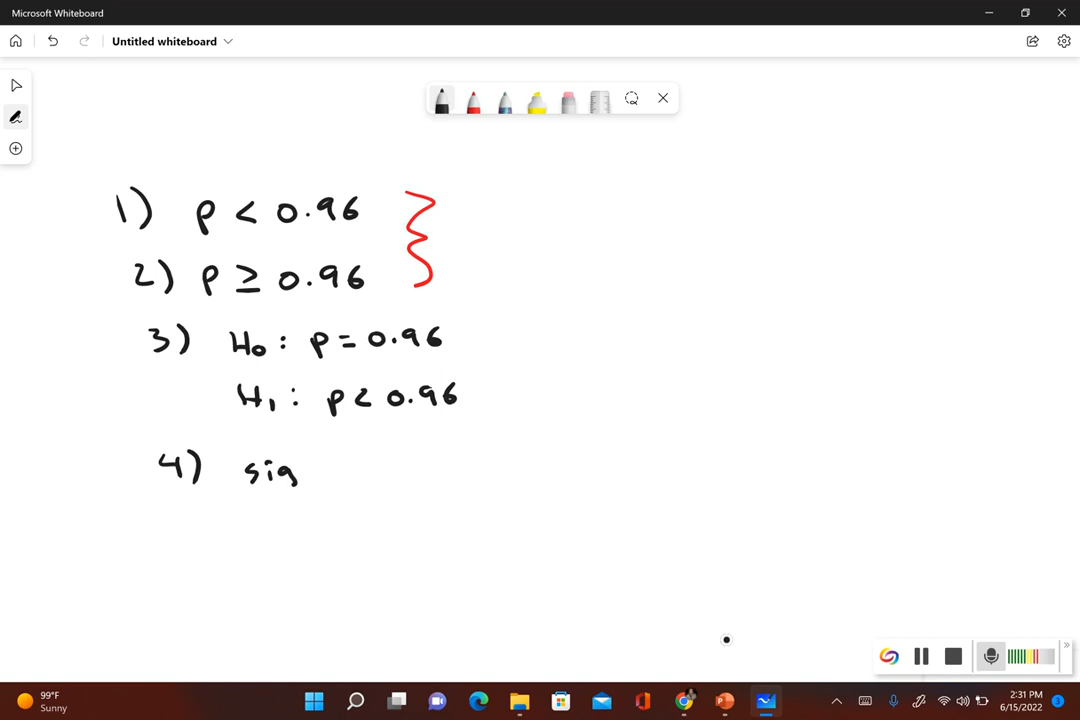 Microsoft Whiteboard
Untitled whiteboard
1) p < 0.96
2) p ≥ 0.96
3) H₀ : p = 0.96
H₁ : p < 0.96
4) sig
99°F
Sunny
2:31 PM
6/15/2022
3